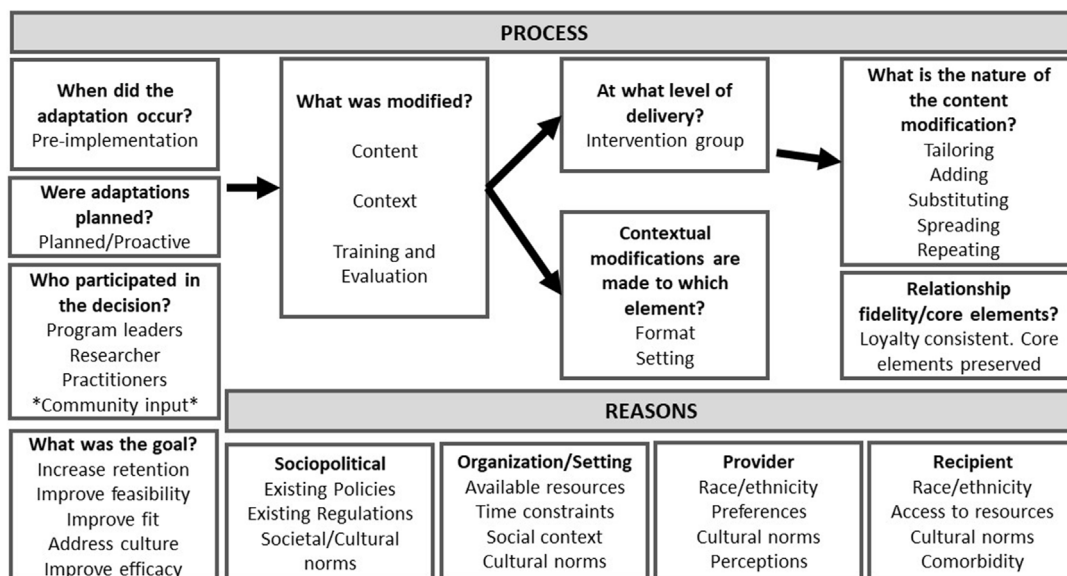 PROCESS
When did the
adaptation occur?
Pre-implementation
Were adaptations
planned?
Planned/Proactive
Who participated in
the decision?
Program leaders
Researcher
Practitioners
*Community input*
What was the goal?
Increase retention
Improve feasibility
Improve fit
Address culture
Improve efficacy
What was modified?
Content
Context
Training and
Evaluation
At what level of
delivery?
Intervention group
Contextual
modifications are
made to which
element?
Format
Setting
What is the nature of
the content
modification?
Tailoring
Adding
Substituting
Spreading
Repeating
Relationship
fidelity/core elements?
Loyalty consistent. Core
elements preserved
REASONS
Sociopolitical
Existing Policies
Existing Regulations
Societal/Cultural
norms
Organization/Setting
Available resources
Time constraints
Social context
Cultural norms
Provider
Race/ethnicity
Preferences
Cultural norms
Perceptions
Recipient
Race/ethnicity
Access to resources
Cultural norms
Comorbidity